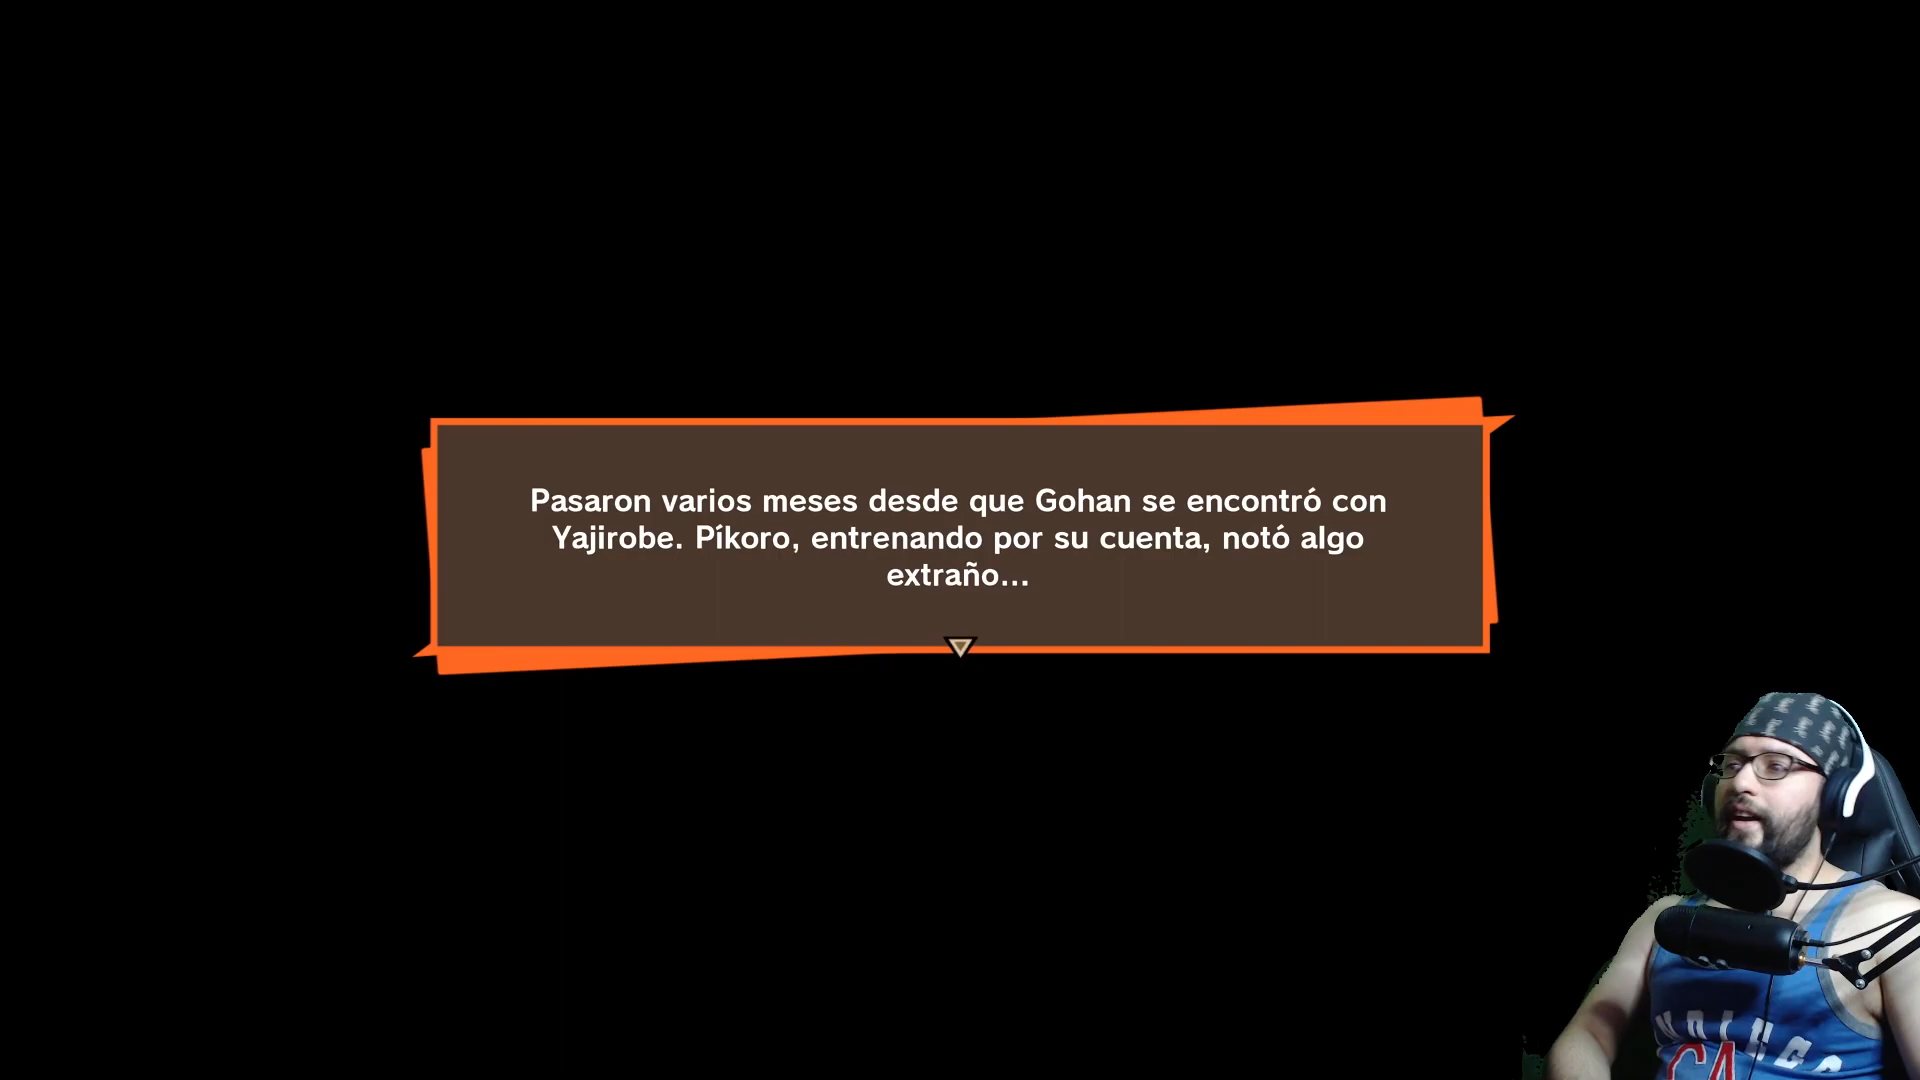 Pasaron varios meses desde que Gohan se encontró con
Yajirobe. Píkoro, entrenando por su cuenta, notó algo
extraño...